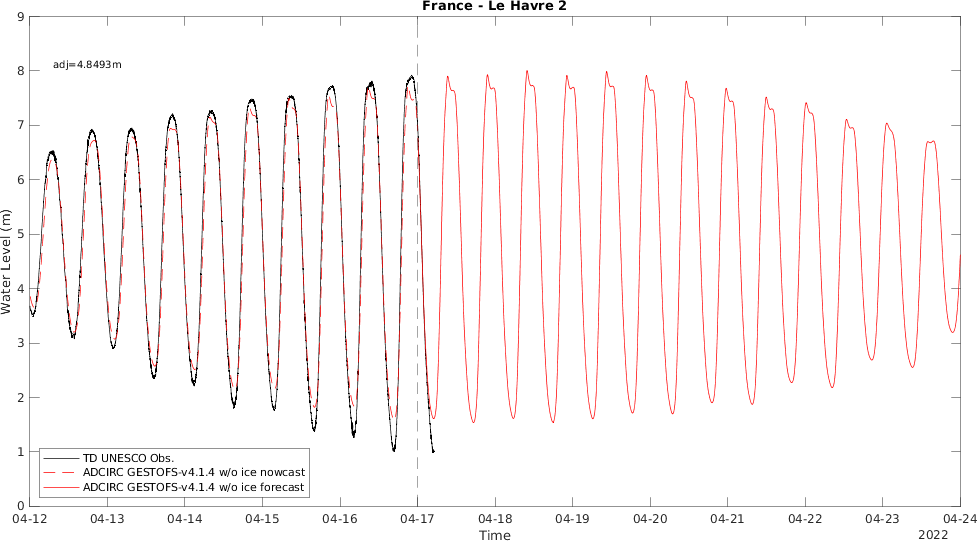 France - Le Havre 2
adj=4.8493m
9
8
7
6
5
4
3
2
1
0
Water Level (m)
TD UNESCO Obs.
ADCIRC GESTOFS-v4.1.4 w/o ice nowcast
ADCIRC GESTOFS-v4.1.4 w/o ice forecast
04-12 04-13 04-14 04-15 04-16 04-17 04-18 04-19 04-20 04-21 04-22 04-23 04-24
Time
2022